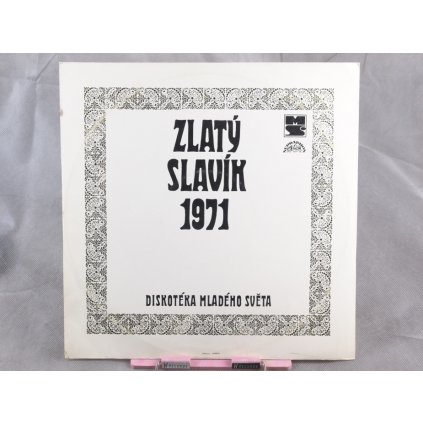 ZLATÝ
SLAVÍK
1971
DISKOTÉKA MLADÉHO SVĚTA